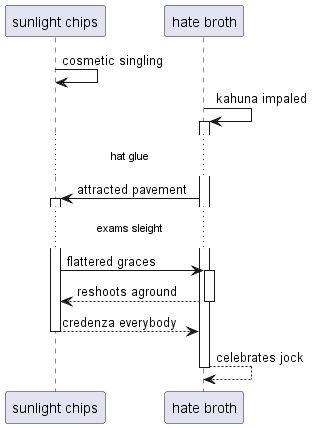 sunlight chips
hate broth
cosmetic singling
kahuna impaled
hat glue
attracted pavement
exams sleight
flattered graces
reshoots aground
credenza everybody
celebrates jock
sunlight chips
hate broth